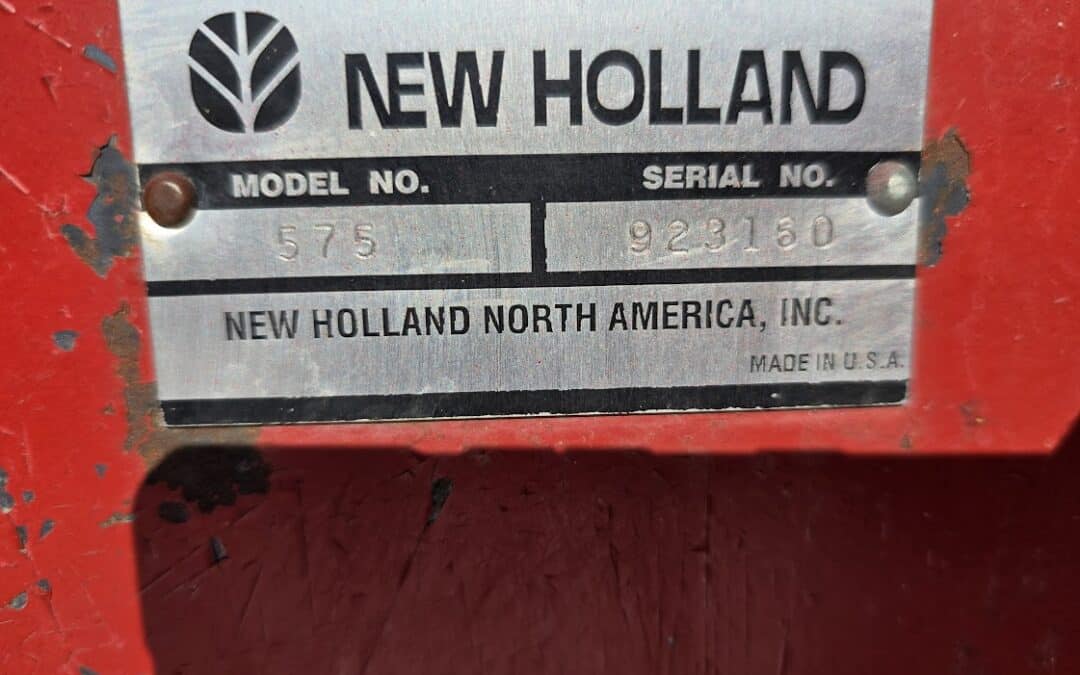 NEW HOLLAND
MODEL NO. SERIAL NO.
575 923160
NEW HOLLAND NORTH AMERICA, INC.
MADE IN U.S.A.